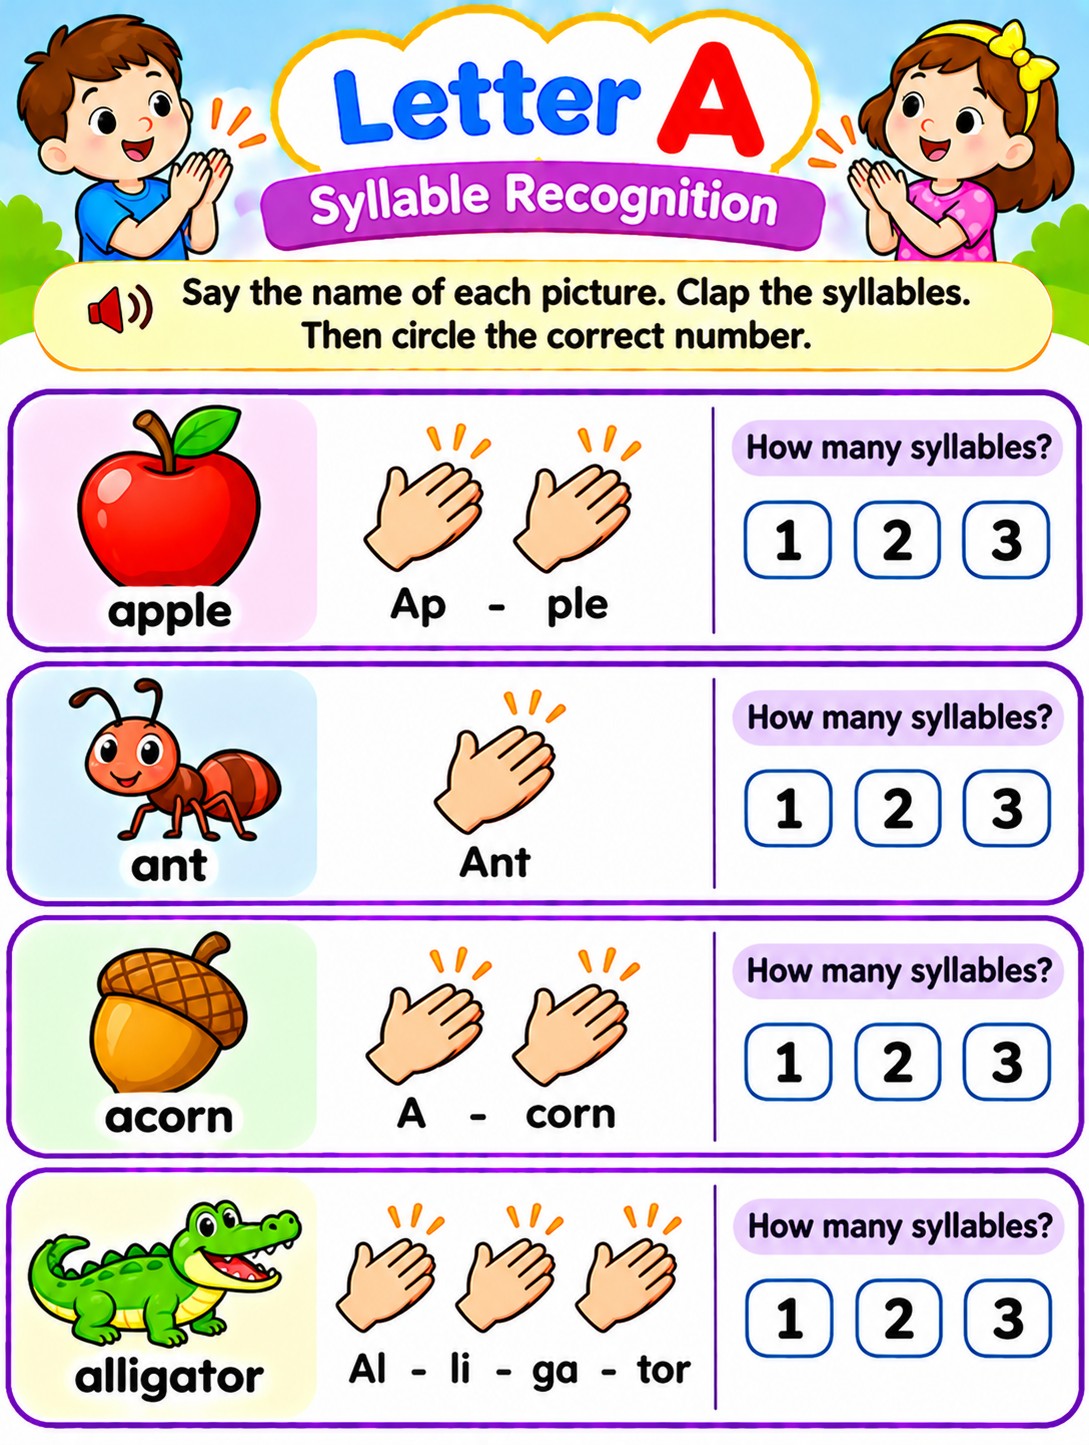 Letter A
Syllable Recognition
Say the name of each picture. Clap the syllables.
Then circle the correct number.
apple
Ap - ple
How many syllables?
1 2 3
ant
Ant
How many syllables?
1 2 3
acorn
A - corn
How many syllables?
1 2 3
alligator
Al - li - ga - tor
How many syllables?
1 2 3